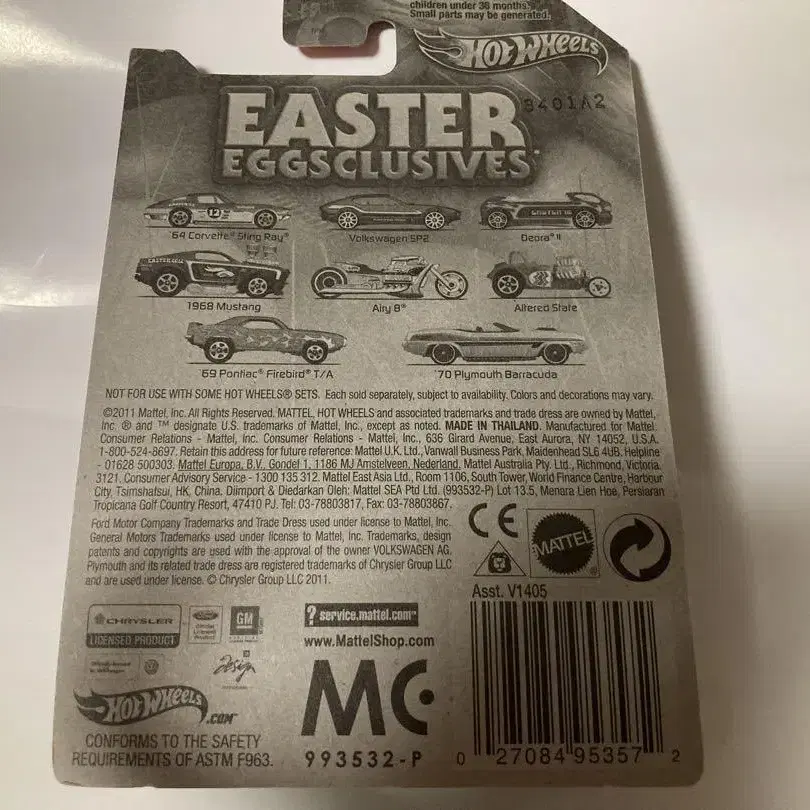 children under 36 months.
Small parts may be generated.
Hot Wheels
3401A2
EASTER
EGGSCLUSIVES™
'64 Corvette® Sting Ray®
Volkswagen SP2
Deora® II
1968 Mustang
Airy 8®
Altered State
'69 Pontiac® Firebird® T/A
'70 Plymouth Barracuda
NOT FOR USE WITH SOME HOT WHEELS® SETS. Each sold separately, subject to availability. Colors and decorations may vary.
©2011 Mattel, Inc. All Rights Reserved. MATTEL, HOT WHEELS and associated trademarks and trade dress are owned by Mattel,
Inc. ® and ™ designate U.S. trademarks of Mattel, Inc., except as noted. MADE IN THAILAND. Manufactured for Mattel.
Consumer Relations - Mattel, Inc. Consumer Relations - Mattel, Inc., 636 Girard Avenue, East Aurora, NY 14052, U.S.A.
1-800-524-8697. Retain this address for future reference: Mattel U.K. Ltd., Vanwall Business Park, Maidenhead SL6 4UB. Helpline
- 01628 500303. Mattel Europa, B.V., Gondel 1, 1186 MJ Amstelveen, Nederland. Mattel Australia Pty. Ltd., Richmond, Victoria.
3121. Consumer Advisory Service - 1300 135 312. Mattel East Asia Ltd., Room 1106, South Tower, World Finance Centre, Harbour
City, Tsimshatsui, HK, China. Diimport & Diedarkan Oleh: Mattel SEA Ptd Ltd. (993532-P) Lot 13.5, Menara Lien Hoe, Persiaran
Tropicana Golf Country Resort, 47410 PJ. Tel: 03-78803817, Fax: 03-78803867.
Ford Motor Company Trademarks and Trade Dress used under license to Mattel, Inc.
General Motors Trademarks used under license to Mattel, Inc. Trademarks, design
patents and copyrights are used with the approval of the owner VOLKSWAGEN AG.
Plymouth and its related trade dress are registered trademarks of Chrysler Group LLC
and are used under license. © Chrysler Group LLC 2011.
CE
MATTEL
Asst. V1405
CHRYSLER
LICENSED PRODUCT
Ford
Official
Licensed
Product
GM
Design
? service.mattel.com™
www.MattelShop.com
Hot Wheels .COM™
CONFORMS TO THE SAFETY
REQUIREMENTS OF ASTM F963.
MC
993532-P
0 27084 95357 2